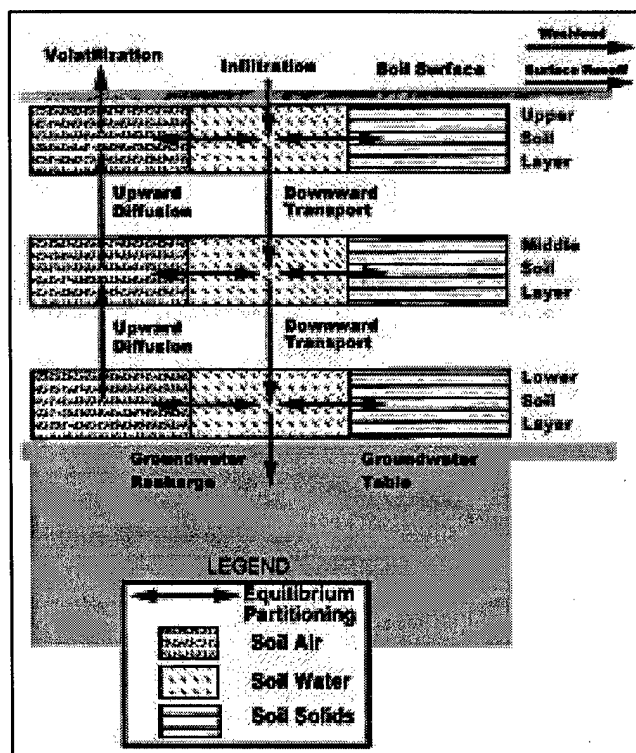 Washload
Volatilization Infiltration Soil Surface Surface Runoff
Upper
Soil
Layer
Upward Downward
Diffusion Transport
Middle
Soil
Layer
Upward Downward
Diffusion Transport
Lower
Soil
Layer
Groundwater Groundwater
Recharge Table
LEGEND
Equilibrium
Partitioning
Soil Air
Soil Water
Soil Solids